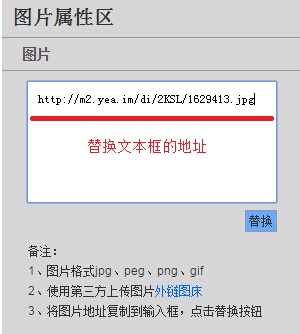 图片属性区
图片
http://m2.yea.im/di/2KSL/1629413.jpg
替换文本框的地址
替换
备注：
1、图片格式jpg、peg、png、gif
2、使用第三方上传图片外链图床
3、将图片地址复制到输入框，点击替换按钮